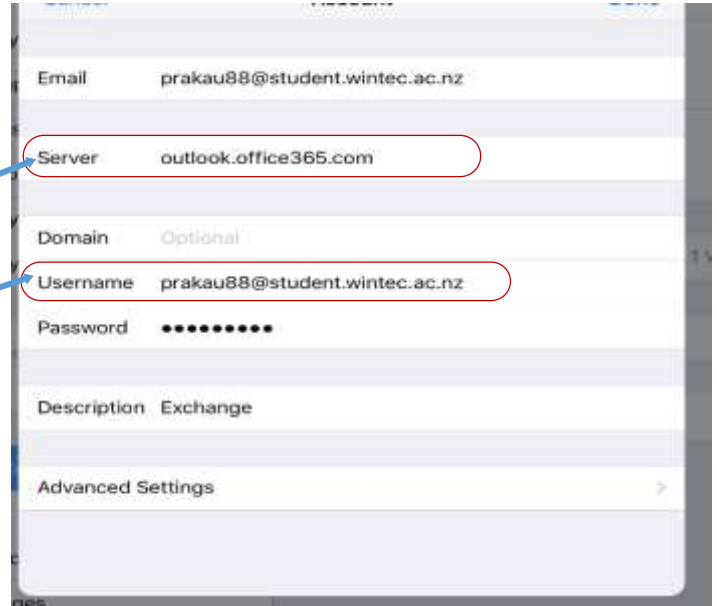 Email prakau88@student.wintec.ac.nz
Server outlook.office365.com
Domain Optional
Username prakau88@student.wintec.ac.nz
Password •••••••••
Description Exchange
Advanced Settings